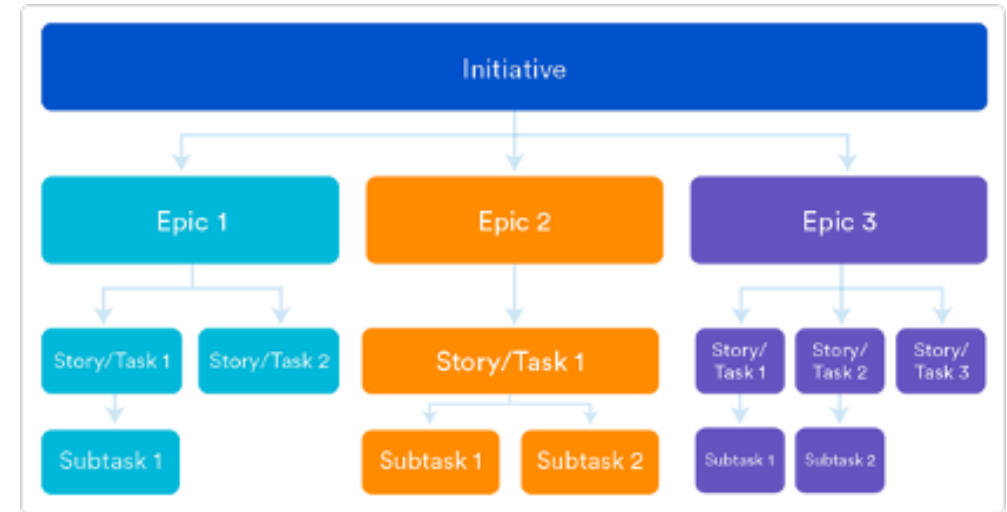 Initiative
Epic 1
Epic 2
Epic 3
Story/Task 1
Story/Task 2
Story/Task 1
Story/
Task 1
Story/
Task 2
Story/
Task 3
Subtask 1
Subtask 1
Subtask 2
Subtask 1
Subtask 2